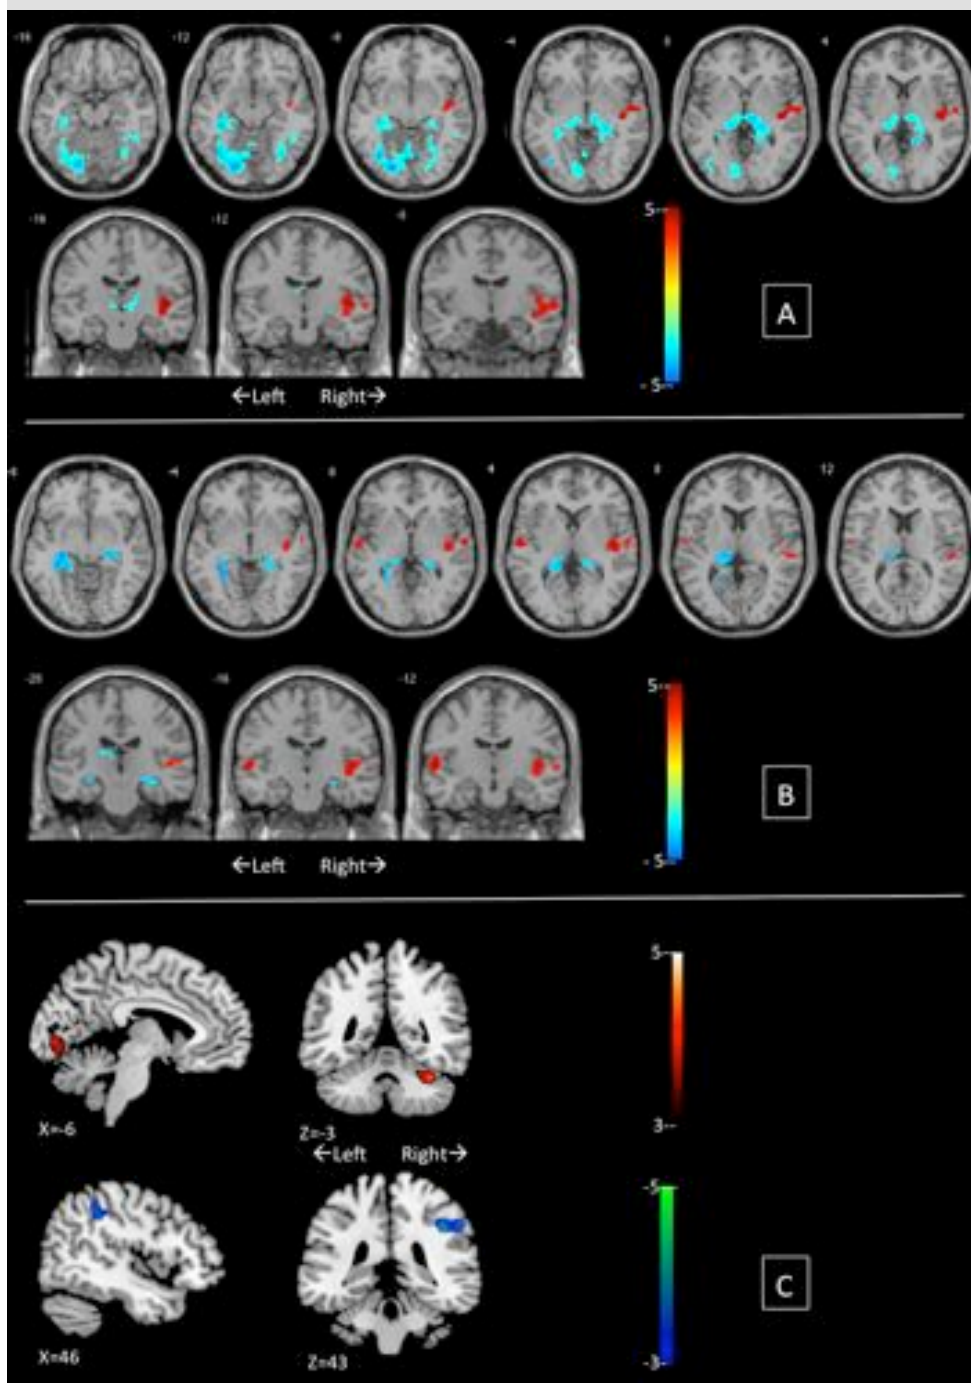 -16 -12 -8 -4 0 4
-16 -12 -8
5
- 5
A
←Left Right→
-8 -4 0 4 8 12
-20 -16 -12
5
- 5
B
←Left Right→
5
X=-6 Z=-3
3
←Left Right→
-5
C
X=46 Z=43
-3